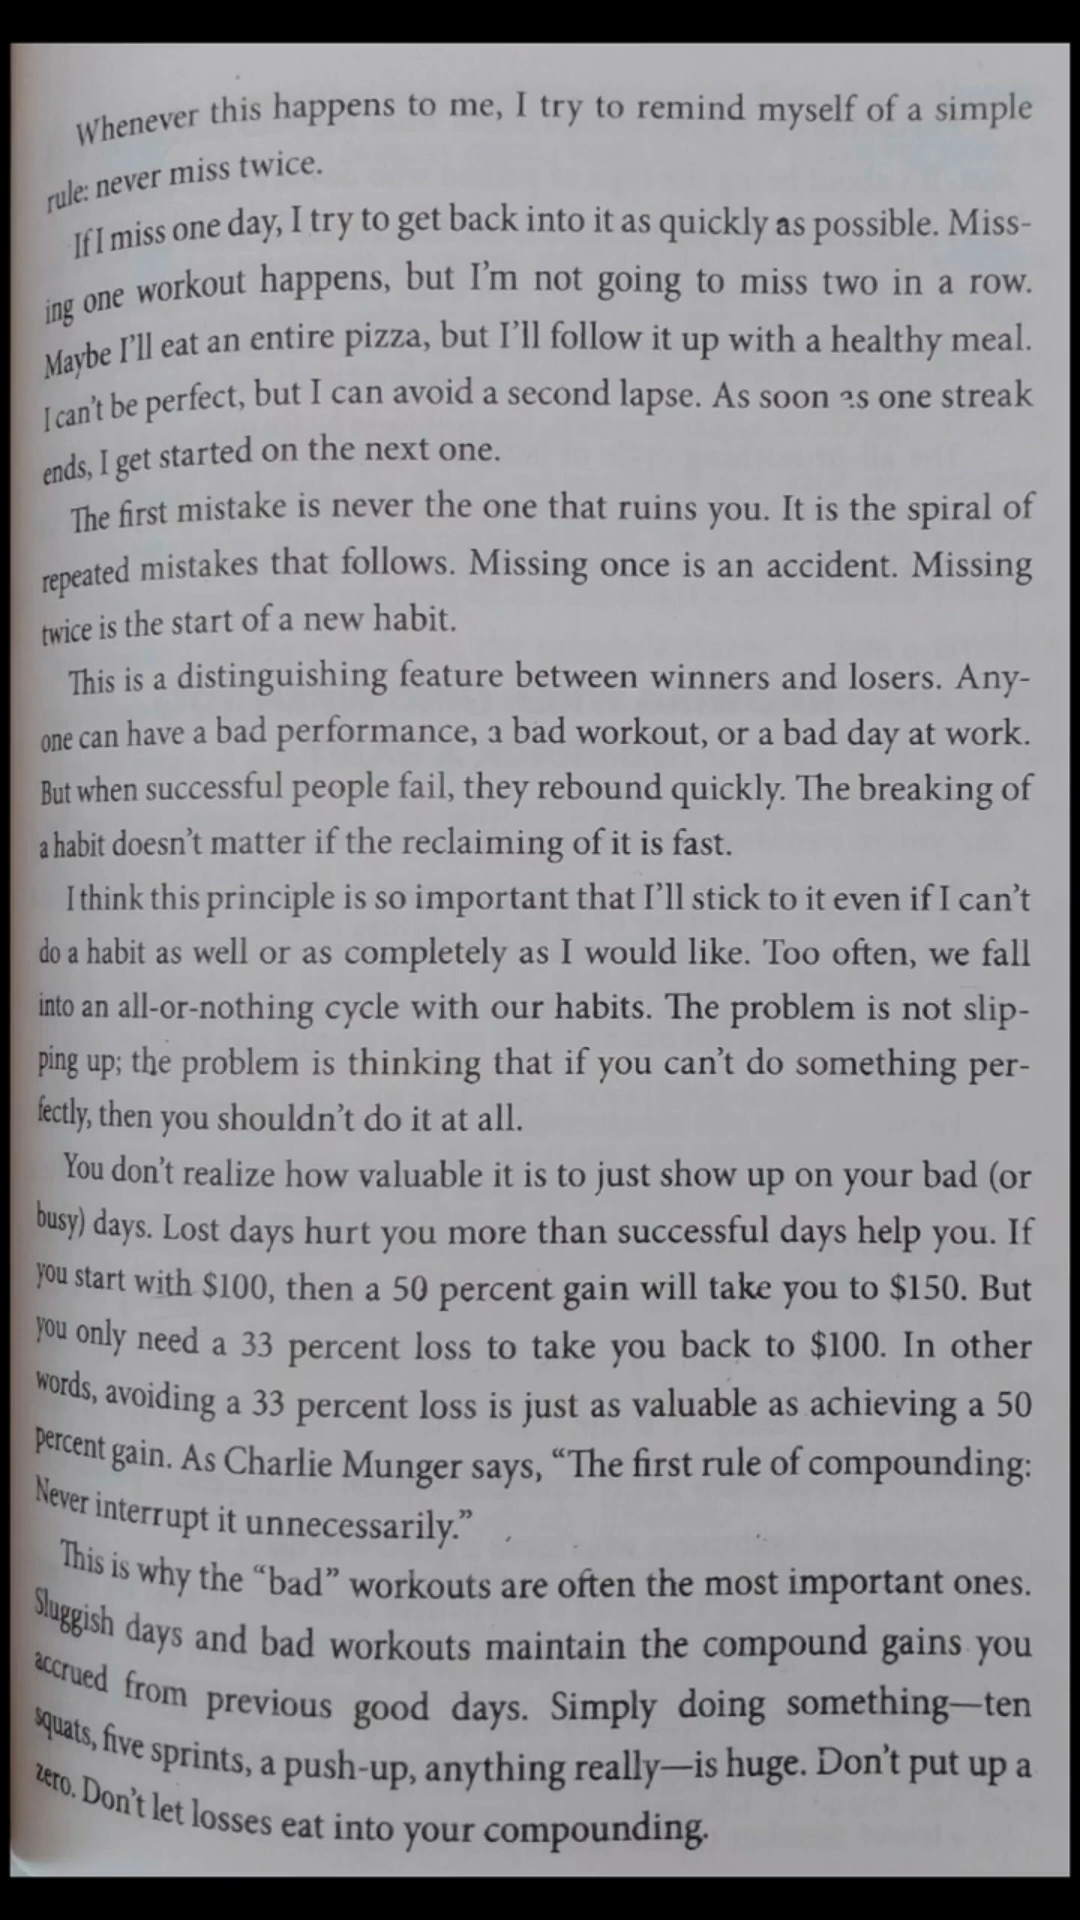 Whenever this happens to me, I try to remind myself of a simple
rule: never miss twice.
If I miss one day, I try to get back into it as quickly as possible. Miss-
ing one workout happens, but I'm not going to miss two in a row.
Maybe I'll eat an entire pizza, but I'll follow it up with a healthy meal.
I can't be perfect, but I can avoid a second lapse. As soon as one streak
ends, I get started on the next one.
The first mistake is never the one that ruins you. It is the spiral of
repeated mistakes that follows. Missing once is an accident. Missing
twice is the start of a new habit.
This is a distinguishing feature between winners and losers. Any-
one can have a bad performance, a bad workout, or a bad day at work.
But when successful people fail, they rebound quickly. The breaking of
a habit doesn't matter if the reclaiming of it is fast.
I think this principle is so important that I'll stick to it even if I can't
do a habit as well or as completely as I would like. Too often, we fall
into an all-or-nothing cycle with our habits. The problem is not slip-
ping up; the problem is thinking that if you can't do something per-
fectly, then you shouldn't do it at all.
You don't realize how valuable it is to just show up on your bad (or
busy) days. Lost days hurt you more than successful days help you. If
you start with $100, then a 50 percent gain will take you to $150. But
you only need a 33 percent loss to take you back to $100. In other
words, avoiding a 33 percent loss is just as valuable as achieving a 50
percent gain. As Charlie Munger says, “The first rule of compounding:
Never interrupt it unnecessarily.”
This is why the “bad” workouts are often the most important ones.
Sluggish days and bad workouts maintain the compound gains you
accrued from previous good days. Simply doing something—ten
squats, five sprints, a push-up, anything really—is huge. Don't put up a
zero. Don't let losses eat into your compounding.